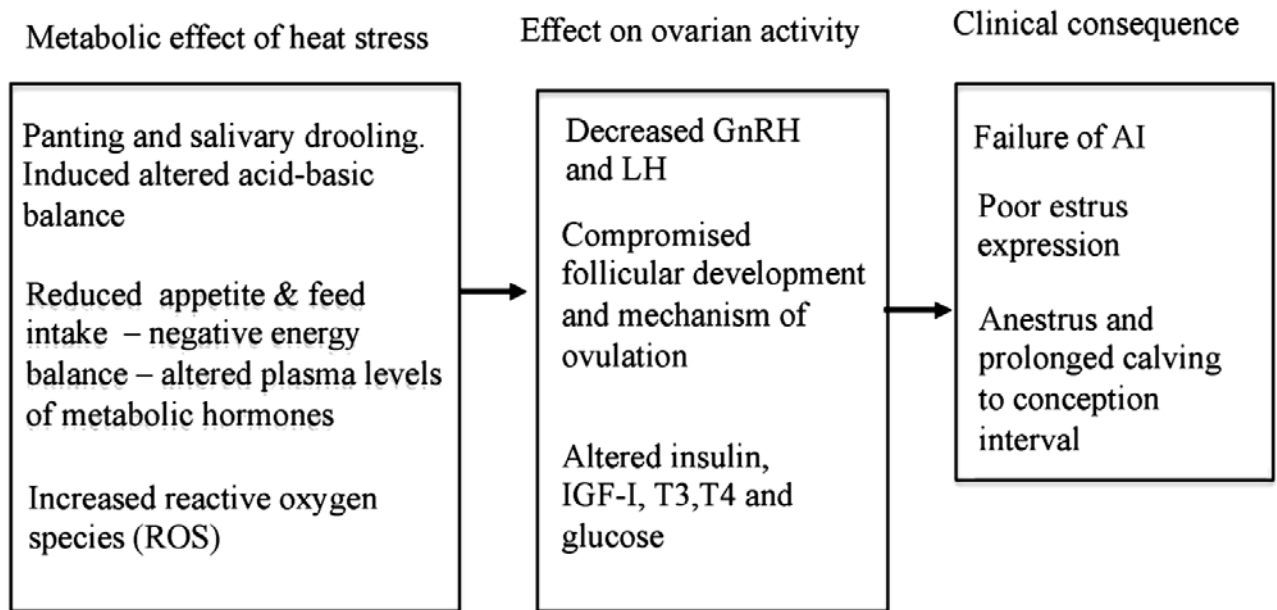 Metabolic effect of heat stress
Panting and salivary drooling.
Induced altered acid-basic
balance
Reduced appetite & feed
intake – negative energy
balance – altered plasma levels
of metabolic hormones
Increased reactive oxygen
species (ROS)
Effect on ovarian activity
Decreased GnRH
and LH
Compromised
follicular development
and mechanism of
ovulation
Altered insulin,
IGF-I, T3,T4 and
glucose
Clinical consequence
Failure of AI
Poor estrus
expression
Anestrus and
prolonged calving
to conception
interval